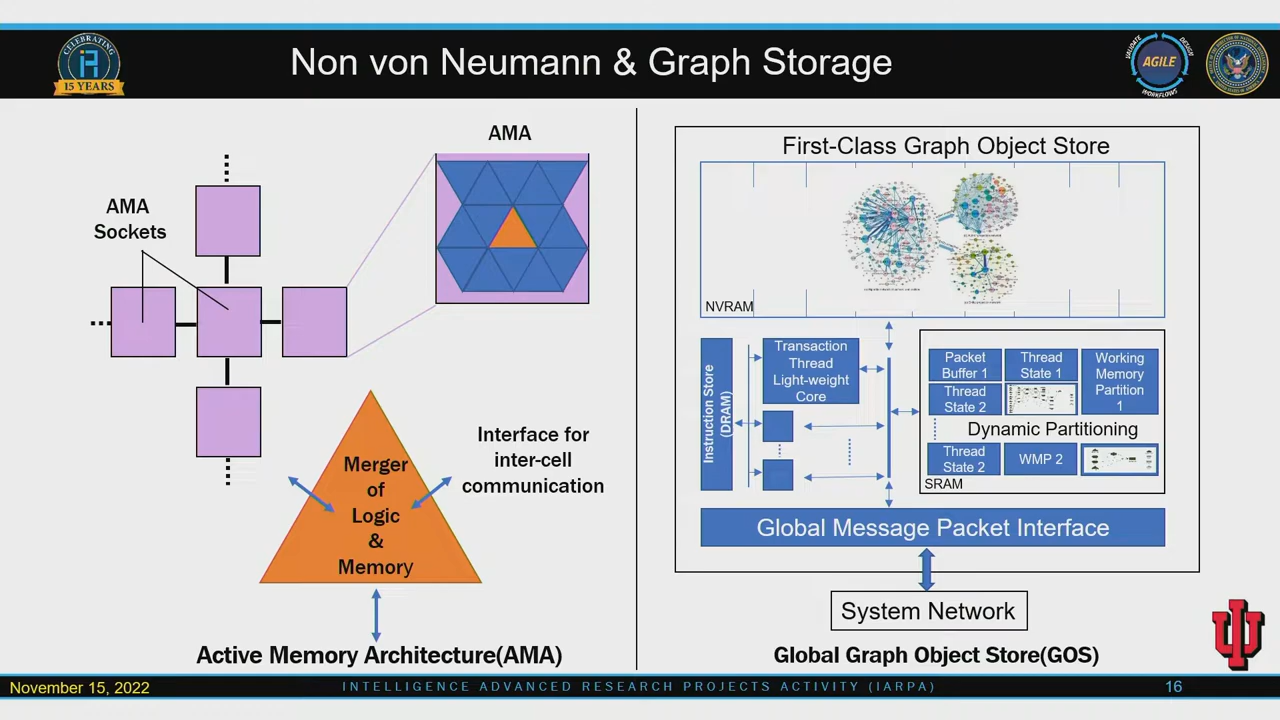 CELEBRATING
15 YEARS
Non von Neumann & Graph Storage
VALIDATE
DESIGN
AGILE
WORKFLOWS
AMA
AMA
Sockets
Merger
of
Logic
&
Memory
Interface for
inter-cell
communication
Active Memory Architecture(AMA)
First-Class Graph Object Store
NVRAM
Instruction Store
(DRAM)
Transaction
Thread
Light-weight
Core
Packet
Buffer 1
Thread
State 1
Working
Memory
Partition
1
Thread
State 2
Dynamic Partitioning
Thread
State 2
WMP 2
SRAM
Global Message Packet Interface
System Network
Global Graph Object Store(GOS)
November 15, 2022
INTELLIGENCE ADVANCED RESEARCH PROJECTS ACTIVITY (IARPA)
16